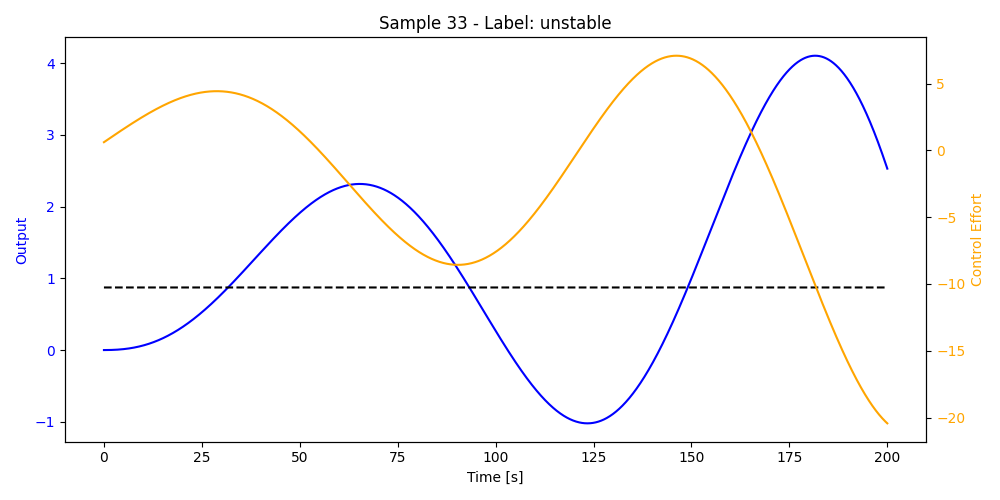 Sample 33 - Label: unstable
4
3
2
1
0
−1
Output
5
0
−5
−10
−15
−20
Control Effort
0 25 50 75 100 125 150 175 200
Time [s]